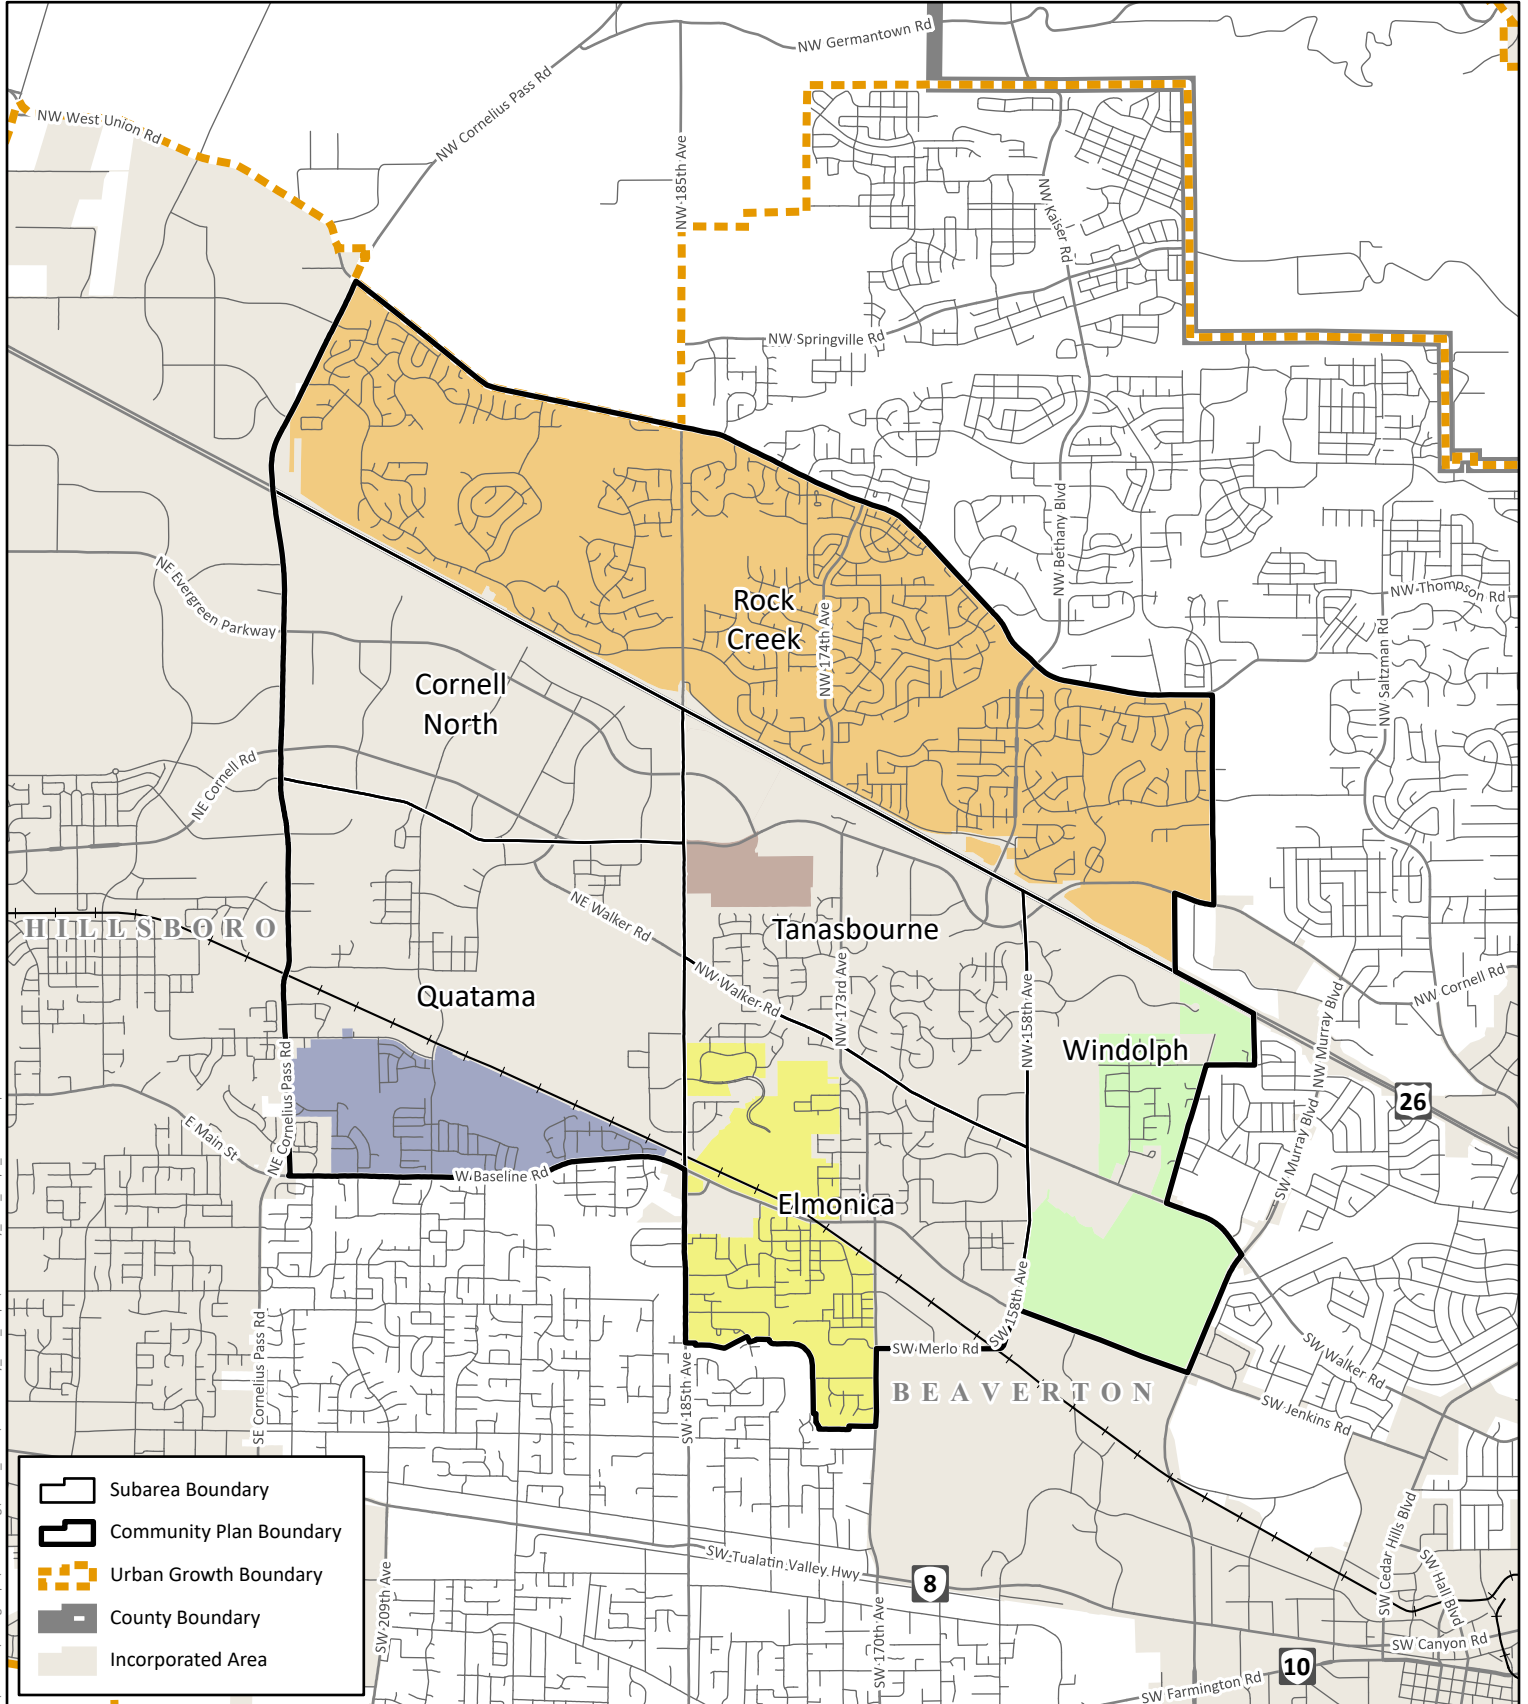 NW Germantown Rd
NW Cornelius Pass Rd
NW West Union Rd
NW 185th Ave
NW Kaiser Rd
NW Springville Rd
NW Bethany Blvd
NW Thompson Rd
NE Evergreen Parkway
Rock
Creek
NW 174th Ave
NW Saltzman Rd
Cornell
North
NE Cornell Rd
NE Walker Rd
Tanasbourne
HILLSBORO
NW Walker Rd
NW 173rd Ave
NW 158th Ave
NW Cornell Rd
Quatama
NW Murray Blvd
Windolph
NE Cornelius Pass Rd
26
E Main St
SW Murray Blvd
W Baseline Rd
Elmonica
SW 158th Ave
SE Cornelius Pass Rd
SW Merlo Rd
SW Walker Rd
SW 185th Ave
BEAVERTON
SW Jenkins Rd
Subarea Boundary
Community Plan Boundary
Urban Growth Boundary
County Boundary
Incorporated Area
SW Tualatin Valley Hwy
8
SW 209th Ave
SW 170th Ave
SW Cedar Hills Blvd
SW Hall Blvd
SW Canyon Rd
10
SW Farmington Rd